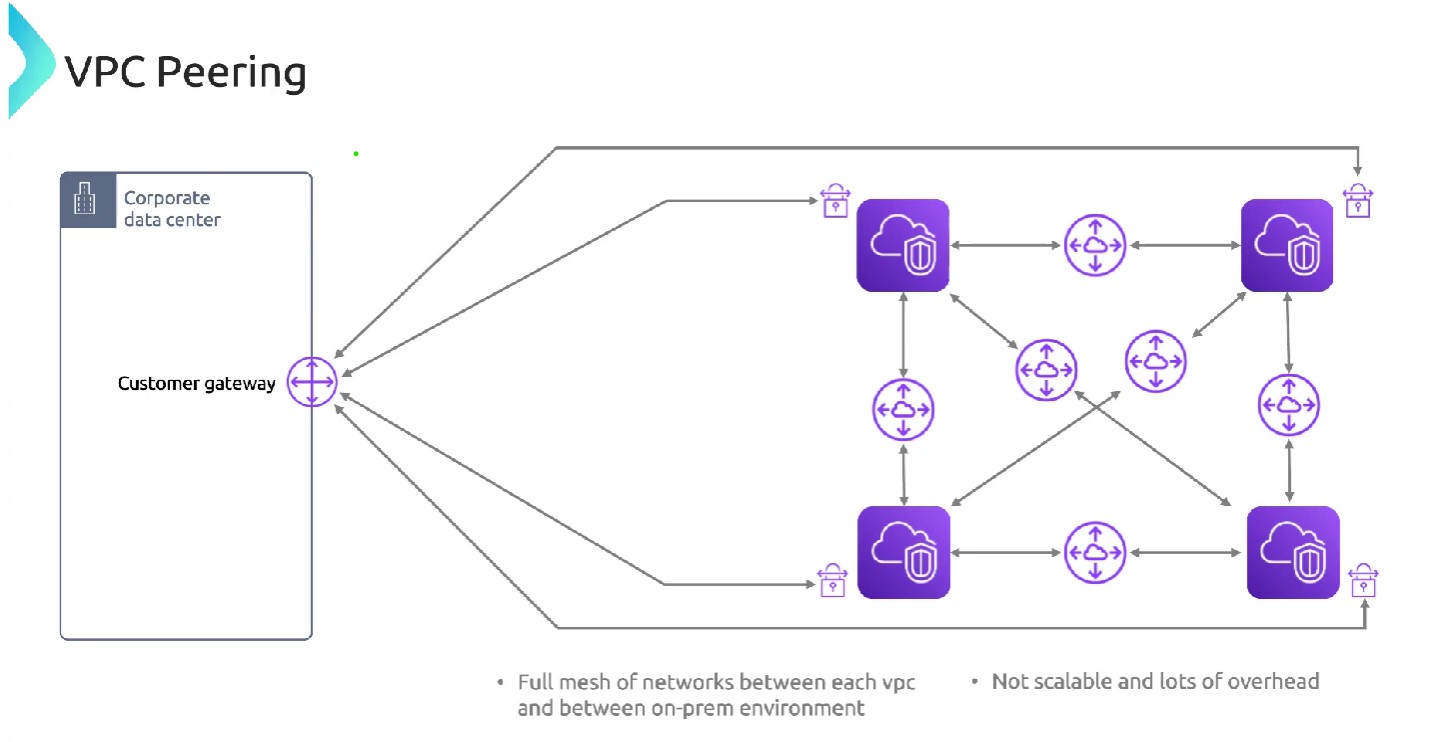 VPC Peering
Corporate
data center
Customer gateway
• Full mesh of networks between each vpc
and between on-prem environment
• Not scalable and lots of overhead